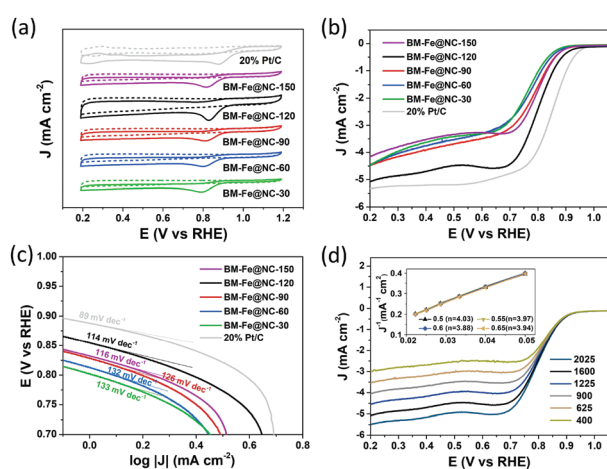 (a)
20% Pt/C
BM-Fe@NC-150
BM-Fe@NC-120
BM-Fe@NC-90
BM-Fe@NC-60
BM-Fe@NC-30
J (mA cm-2)
0.2 0.4 0.6 0.8 1.0 1.2
E (V vs RHE)
(b)
BM-Fe@NC-150
BM-Fe@NC-120
BM-Fe@NC-90
BM-Fe@NC-60
BM-Fe@NC-30
20% Pt/C
J (mA cm-2)
0
-1
-2
-3
-4
-5
-6
0.2 0.3 0.4 0.5 0.6 0.7 0.8 0.9 1.0
E (V vs RHE)
(c)
BM-Fe@NC-150
BM-Fe@NC-120
BM-Fe@NC-90
BM-Fe@NC-60
BM-Fe@NC-30
20% Pt/C
89 mV dec-1
114 mV dec-1
116 mV dec-1
126 mV dec-1
132 mV dec-1
133 mV dec-1
E (V vs RHE)
0.95
0.90
0.85
0.80
0.75
0.70
0.0 0.2 0.4 0.6 0.8
log |J| (mA cm-2)
(d)
J-1 (mA-1 cm2)
0.4
0.3
0.2
0.1
0.5 (n=4.03) 0.55(n=3.97)
0.6 (n=3.88) 0.65(n=3.94)
0.03 0.04 0.05
2025
1600
1225
900
625
400
J (mA cm-2)
2
1
0
-1
-2
-3
-4
-5
-6
0.2 0.3 0.4 0.5 0.6 0.7 0.8 0.9 1.0
E (V vs RHE)